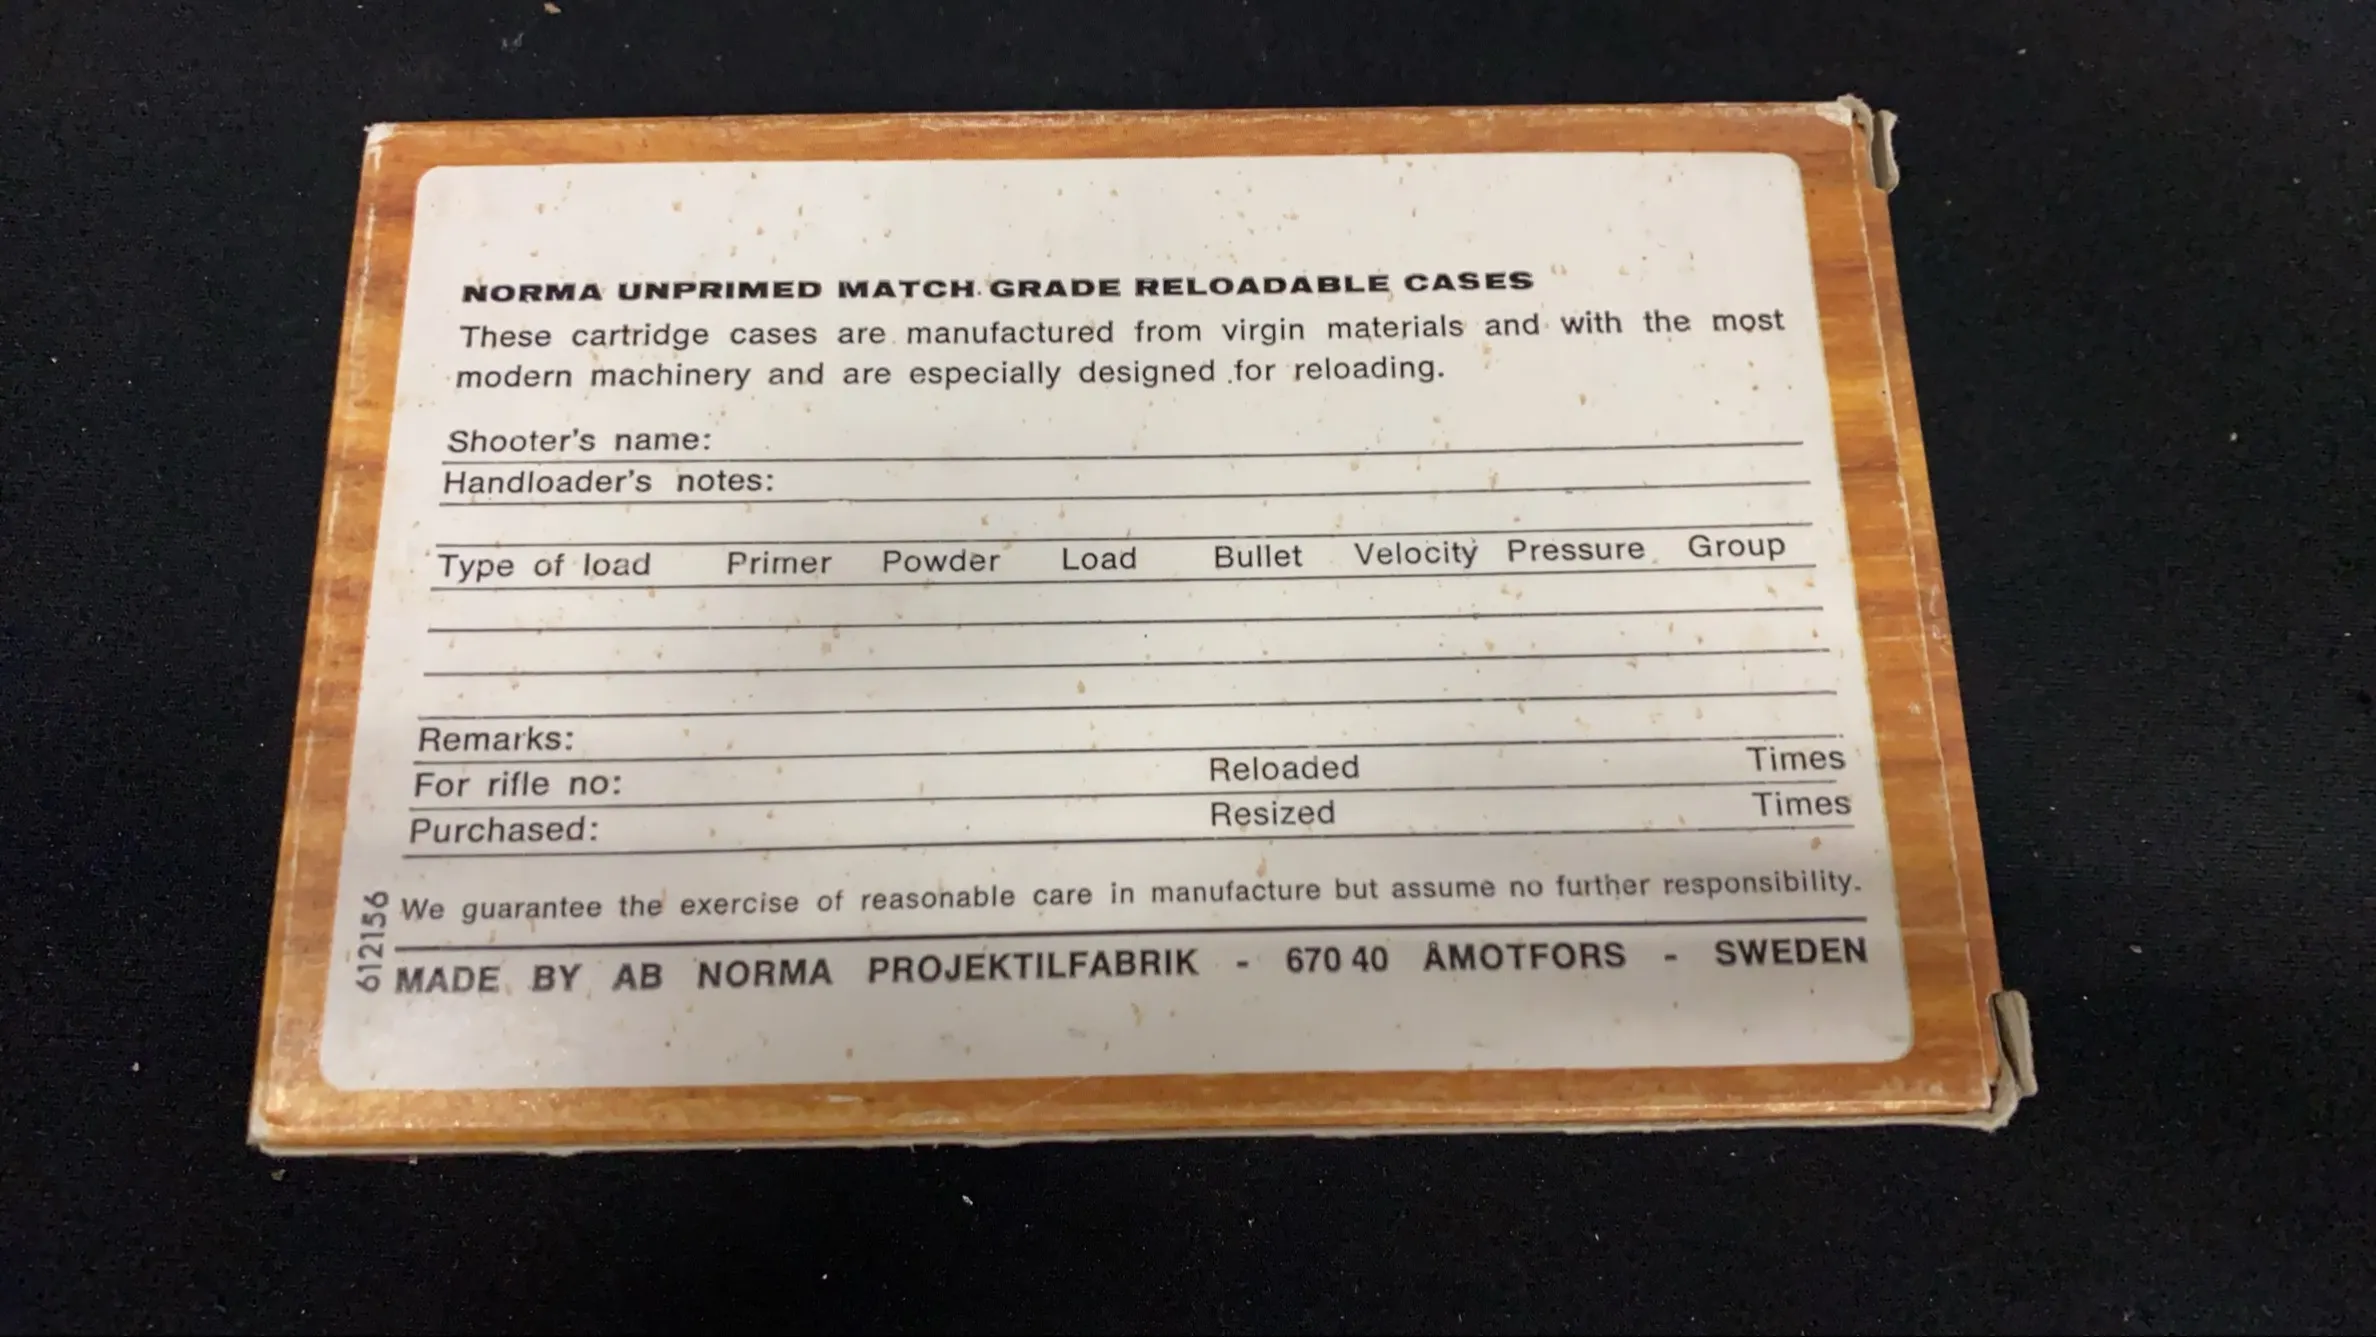 NORMA UNPRIMED MATCH GRADE RELOADABLE CASES
These cartridge cases are manufactured from virgin materials and with the most
modern machinery and are especially designed for reloading.
Shooter's name:
Handloader's notes:
Type of load Primer Powder Load Bullet Velocity Pressure Group
Remarks:
For rifle no: Reloaded Times
Purchased: Resized Times
We guarantee the exercise of reasonable care in manufacture but assume no further responsibility.
MADE BY AB NORMA PROJEKTILFABRIK - 670 40 ÅMOTFORS - SWEDEN
612156